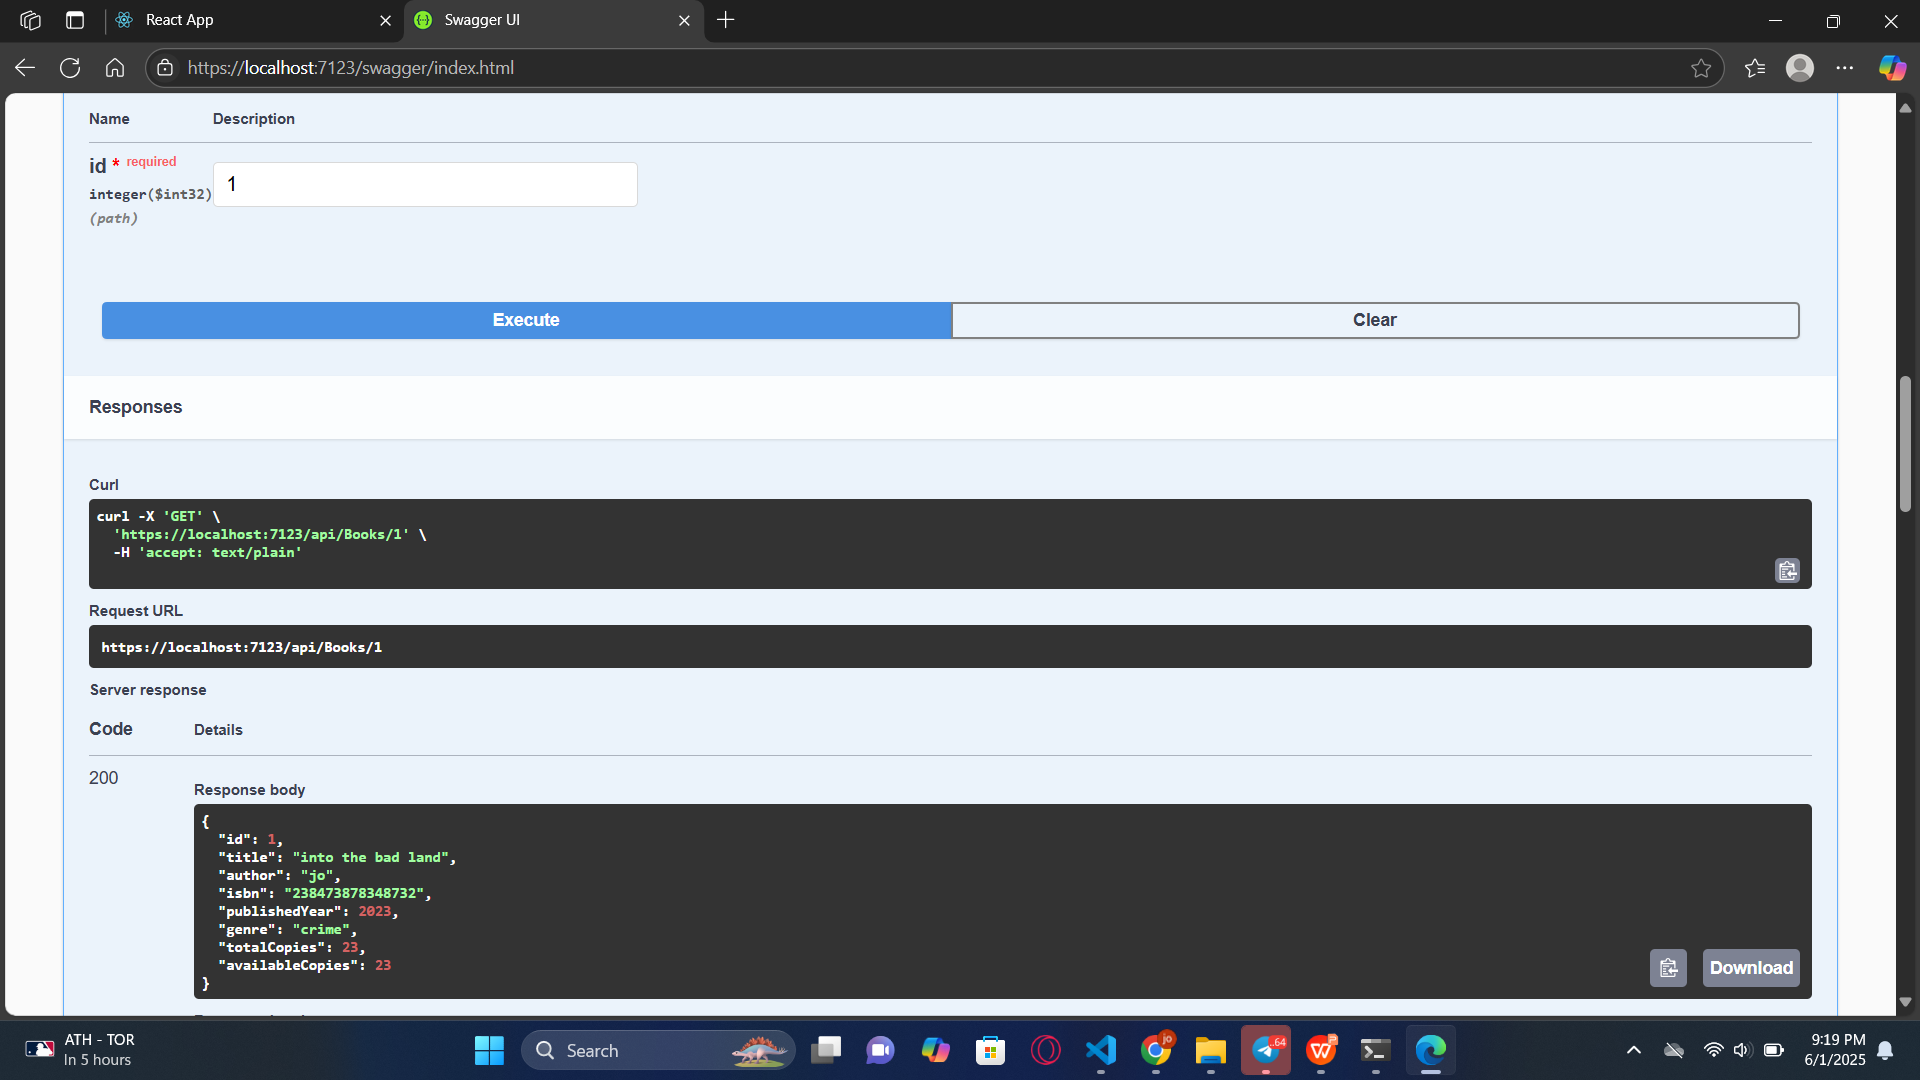 React App
Swagger UI
https://localhost:7123/swagger/index.html
Name
Description
id * required
integer($int32)
(path)
1
Execute
Clear
Responses
Curl
curl -X 'GET' \
'https://localhost:7123/api/Books/1' \
-H 'accept: text/plain'
Request URL
https://localhost:7123/api/Books/1
Server response
Code
Details
200
Response body
{
"id": 1,
"title": "into the bad land",
"author": "jo",
"isbn": "238473878348732",
"publishedYear": 2023,
"genre": "crime",
"totalCopies": 23,
"availableCopies": 23
}
Download
ATH - TOR
In 5 hours
Search
jo
64
9:19 PM
6/1/2025